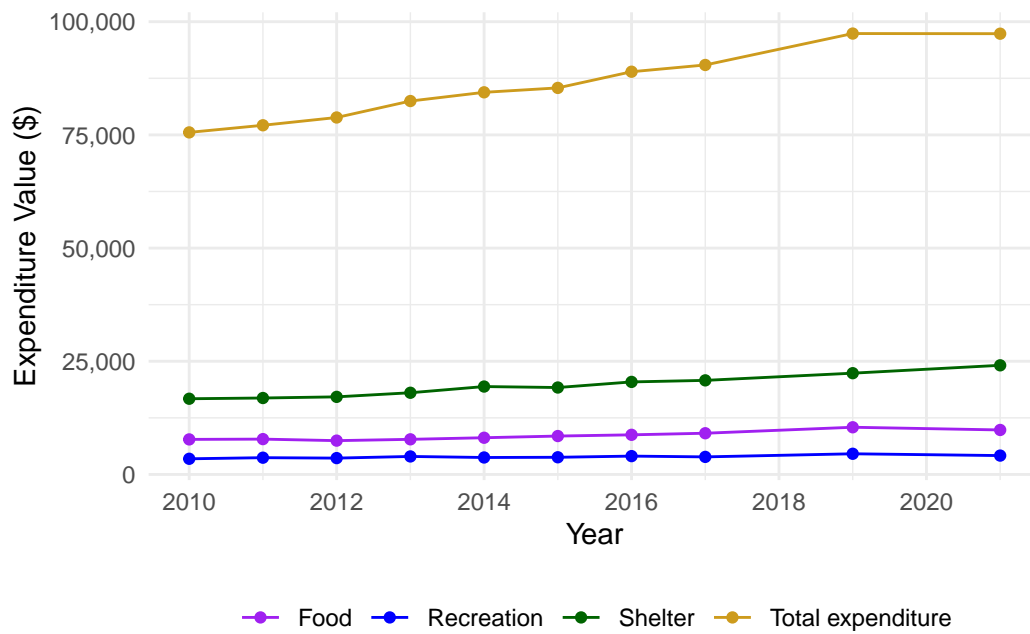 100,000
75,000
50,000
25,000
0
Expenditure Value ($)
2010 2012 2014 2016 2018 2020
Year
Food Recreation Shelter Total expenditure